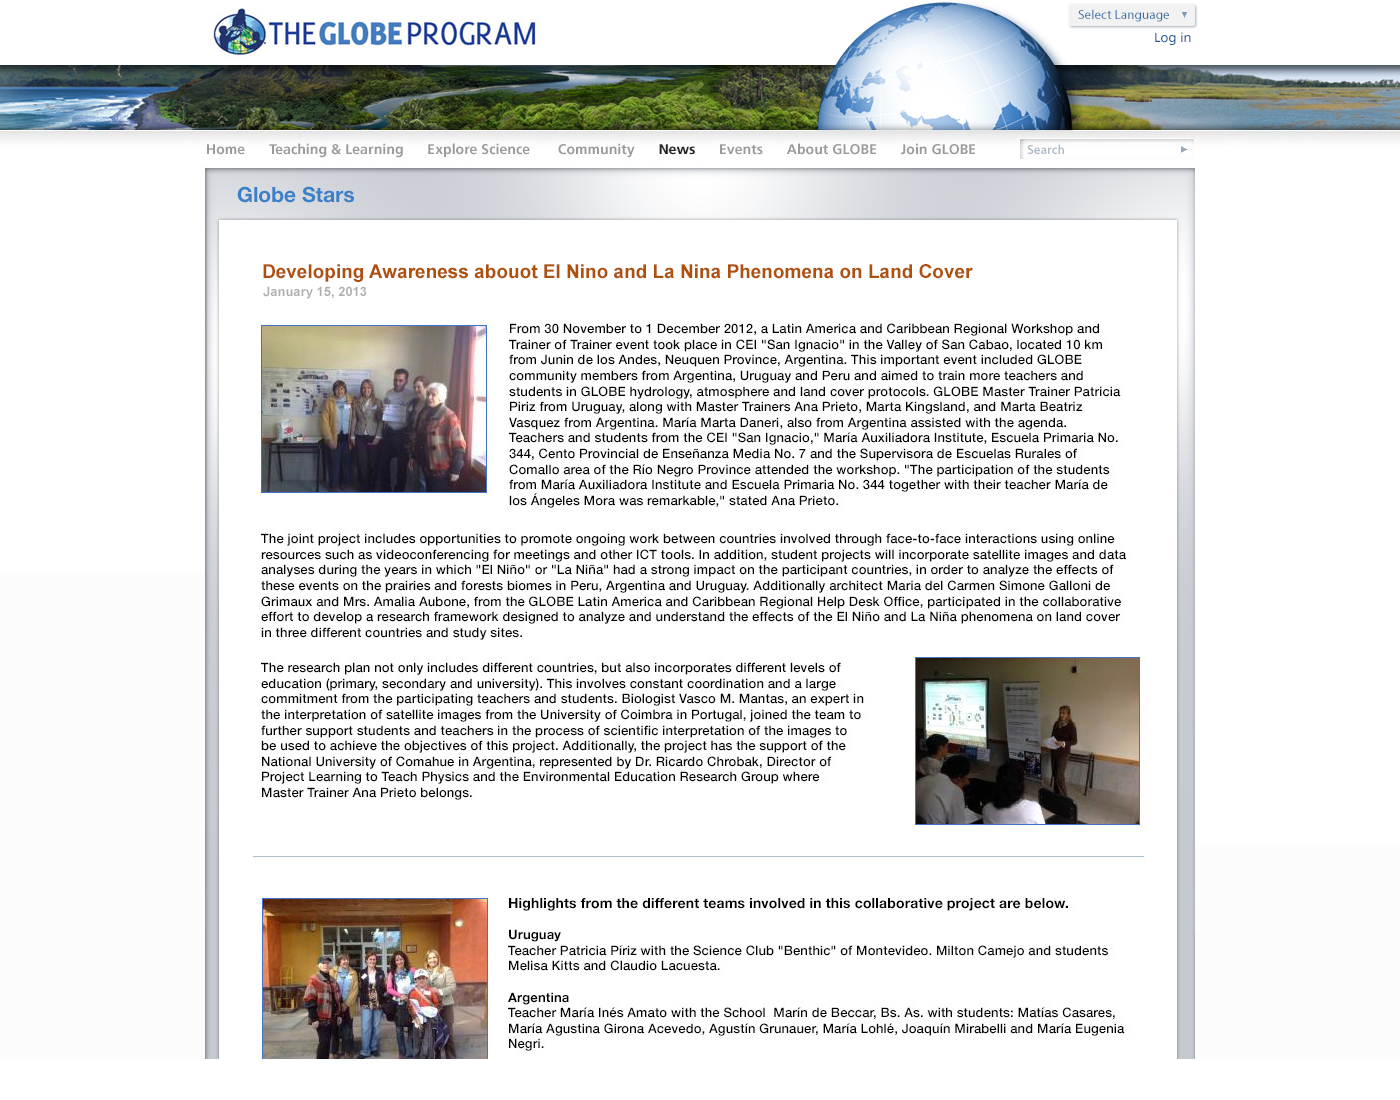 THE GLOBE PROGRAM
Select Language ▼
Log in
Home Teaching & Learning Explore Science Community News Events About GLOBE Join GLOBE Search
Globe Stars
Developing Awareness abouot El Nino and La Nina Phenomena on Land Cover
January 15, 2013
From 30 November to 1 December 2012, a Latin America and Caribbean Regional Workshop and
Trainer of Trainer event took place in CEI "San Ignacio" in the Valley of San Cabao, located 10 km
from Junin de los Andes, Neuquen Province, Argentina. This important event included GLOBE
community members from Argentina, Uruguay and Peru and aimed to train more teachers and
students in GLOBE hydrology, atmosphere and land cover protocols. GLOBE Master Trainer Patricia
Piriz from Uruguay, along with Master Trainers Ana Prieto, Marta Kingsland, and Marta Beatriz
Vasquez from Argentina. María Marta Daneri, also from Argentina assisted with the agenda.
Teachers and students from the CEI "San Ignacio," María Auxiliadora Institute, Escuela Primaria No.
344, Cento Provincial de Enseñanza Media No. 7 and the Supervisora de Escuelas Rurales of
Comallo area of the Río Negro Province attended the workshop. "The participation of the students
from María Auxiliadora Institute and Escuela Primaria No. 344 together with their teacher María de
los Ángeles Mora was remarkable," stated Ana Prieto.
The joint project includes opportunities to promote ongoing work between countries involved through face-to-face interactions using online
resources such as videoconferencing for meetings and other ICT tools. In addition, student projects will incorporate satellite images and data
analyses during the years in which "El Niño" or "La Niña" had a strong impact on the participant countries, in order to analyze the effects of
these events on the prairies and forests biomes in Peru, Argentina and Uruguay. Additionally architect Maria del Carmen Simone Galloni de
Grimaux and Mrs. Amalia Aubone, from the GLOBE Latin America and Caribbean Regional Help Desk Office, participated in the collaborative
effort to develop a research framework designed to analyze and understand the effects of the El Niño and La Niña phenomena on land cover
in three different countries and study sites.
The research plan not only includes different countries, but also incorporates different levels of
education (primary, secondary and university). This involves constant coordination and a large
commitment from the participating teachers and students. Biologist Vasco M. Mantas, an expert in
the interpretation of satellite images from the University of Coimbra in Portugal, joined the team to
further support students and teachers in the process of scientific interpretation of the images to
be used to achieve the objectives of this project. Additionally, the project has the support of the
National University of Comahue in Argentina, represented by Dr. Ricardo Chrobak, Director of
Project Learning to Teach Physics and the Environmental Education Research Group where
Master Trainer Ana Prieto belongs.
Highlights from the different teams involved in this collaborative project are below.
Uruguay
Teacher Patricia Píriz with the Science Club "Benthic" of Montevideo. Milton Camejo and students
Melisa Kitts and Claudio Lacuesta.
Argentina
Teacher María Inés Amato with the School Marín de Beccar, Bs. As. with students: Matías Casares,
María Agustina Girona Acevedo, Agustín Grunauer, María Lohlé, Joaquín Mirabelli and María Eugenia
Negri.